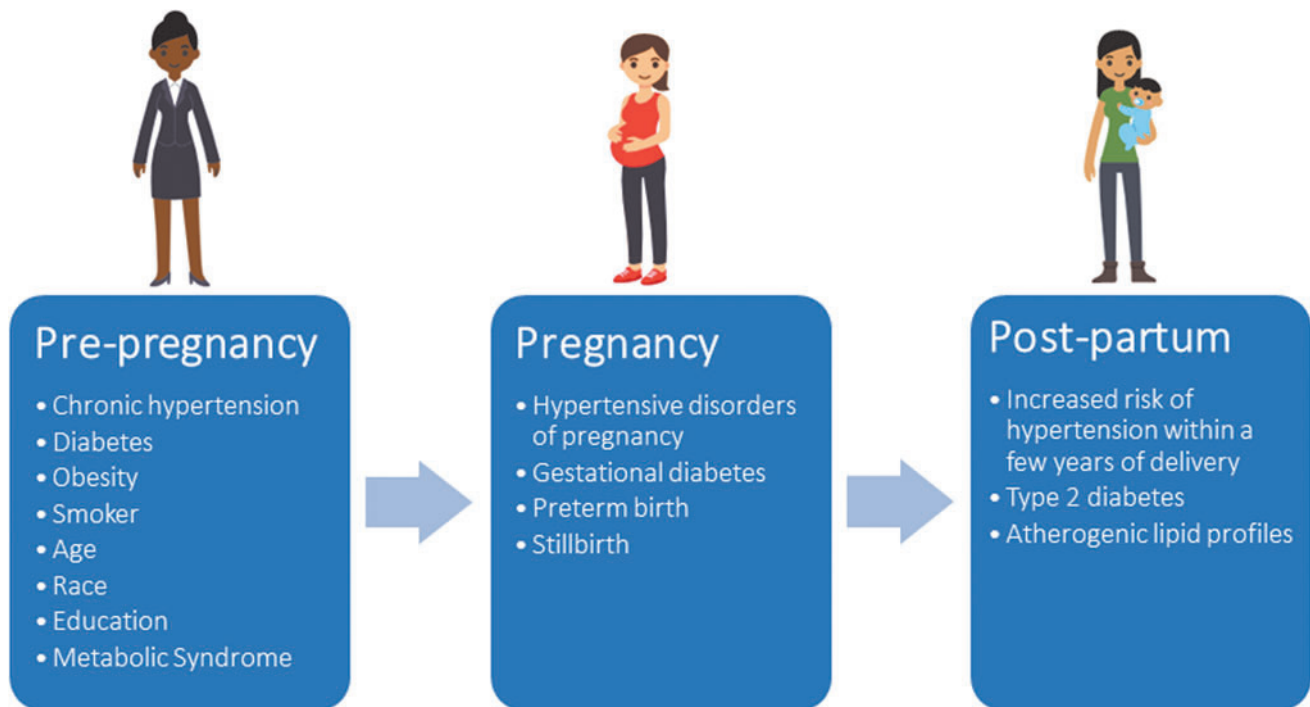 Pre-pregnancy
• Chronic hypertension
• Diabetes
• Obesity
• Smoker
• Age
• Race
• Education
• Metabolic Syndrome
Pregnancy
• Hypertensive disorders
of pregnancy
• Gestational diabetes
• Preterm birth
• Stillbirth
Post-partum
• Increased risk of
hypertension within a
few years of delivery
• Type 2 diabetes
• Atherogenic lipid profiles